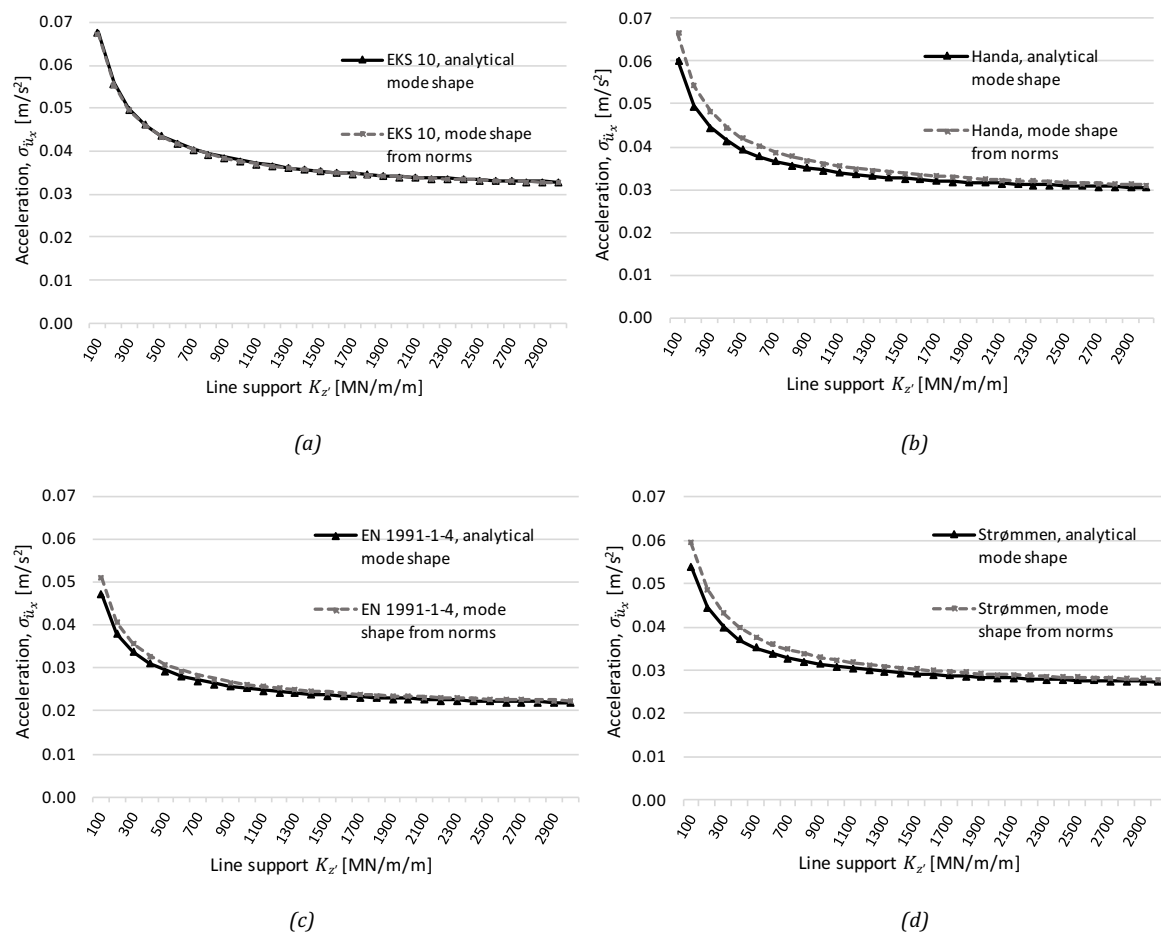 0.07
0.06
0.05
0.04
0.03
0.02
0.01
0.00
Acceleration, σüₓ [m/s²]
EKS 10, analytical
mode shape
EKS 10, mode shape
from norms
100 300 500 700 900 1100 1300 1500 1700 1900 2100 2300 2500 2700 2900
Line support K_z′ [MN/m/m]
(a)
0.07
0.06
0.05
0.04
0.03
0.02
0.01
0.00
Acceleration, σüₓ [m/s²]
Handa, analytical
mode shape
Handa, mode shape
from norms
100 300 500 700 900 1100 1300 1500 1700 1900 2100 2300 2500 2700 2900
Line support K_z′ [MN/m/m]
(b)
0.07
0.06
0.05
0.04
0.03
0.02
0.01
0.00
Acceleration, σüₓ [m/s²]
EN 1991-1-4, analytical
mode shape
EN 1991-1-4, mode
shape from norms
100 300 500 700 900 1100 1300 1500 1700 1900 2100 2300 2500 2700 2900
Line support K_z′ [MN/m/m]
(c)
0.07
0.06
0.05
0.04
0.03
0.02
0.01
0.00
Acceleration, σüₓ [m/s²]
Strømmen, analytical
mode shape
Strømmen, mode
shape from norms
100 300 500 700 900 1100 1300 1500 1700 1900 2100 2300 2500 2700 2900
Line support K_z′ [MN/m/m]
(d)